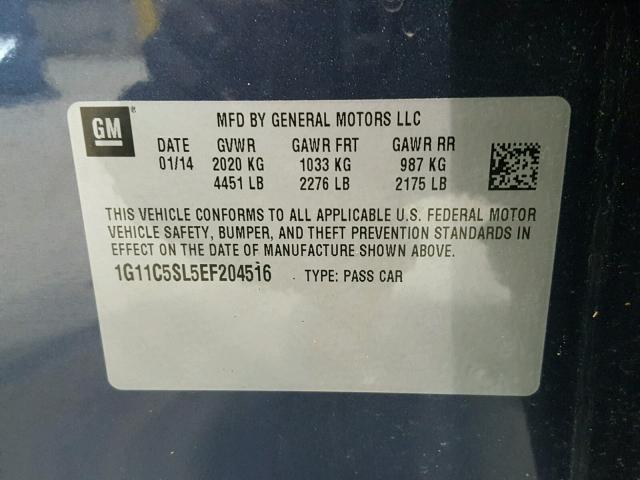 GM ®
MFD BY GENERAL MOTORS LLC
DATE GVWR GAWR FRT GAWR RR
01/14 2020 KG 1033 KG 987 KG
4451 LB 2276 LB 2175 LB
THIS VEHICLE CONFORMS TO ALL APPLICABLE U.S. FEDERAL MOTOR
VEHICLE SAFETY, BUMPER, AND THEFT PREVENTION STANDARDS IN
EFFECT ON THE DATE OF MANUFACTURE SHOWN ABOVE.
1G11C5SL5EF204516 TYPE: PASS CAR